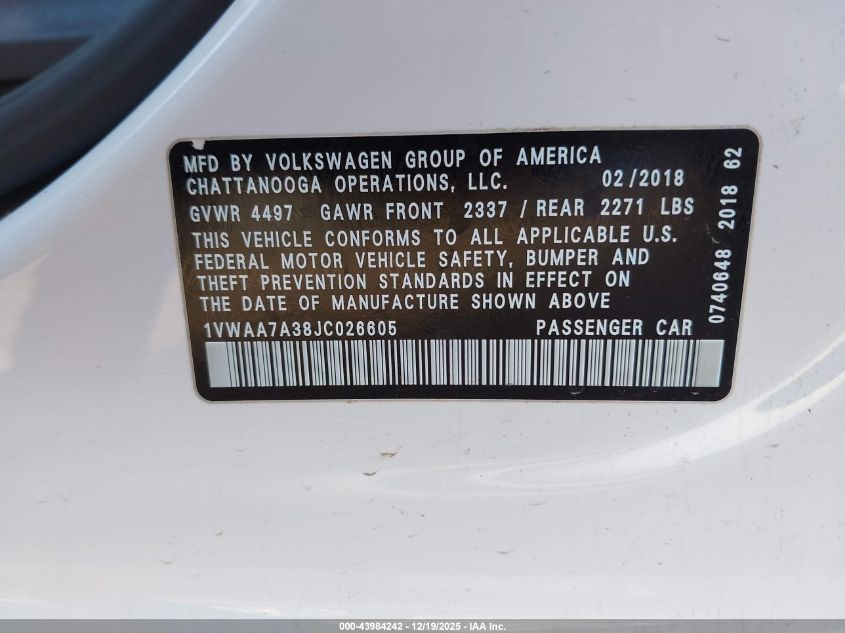 MFD BY VOLKSWAGEN GROUP OF AMERICA
CHATTANOOGA OPERATIONS, LLC. 02/2018
GVWR 4497 GAWR FRONT 2337 / REAR 2271 LBS
THIS VEHICLE CONFORMS TO ALL APPLICABLE U.S.
FEDERAL MOTOR VEHICLE SAFETY, BUMPER AND
THEFT PREVENTION STANDARDS IN EFFECT ON
THE DATE OF MANUFACTURE SHOWN ABOVE
1VWAA7A38JC026605 PASSENGER CAR
0740648 2018 62
000-43984242 - 12/19/2025 - IAA Inc.